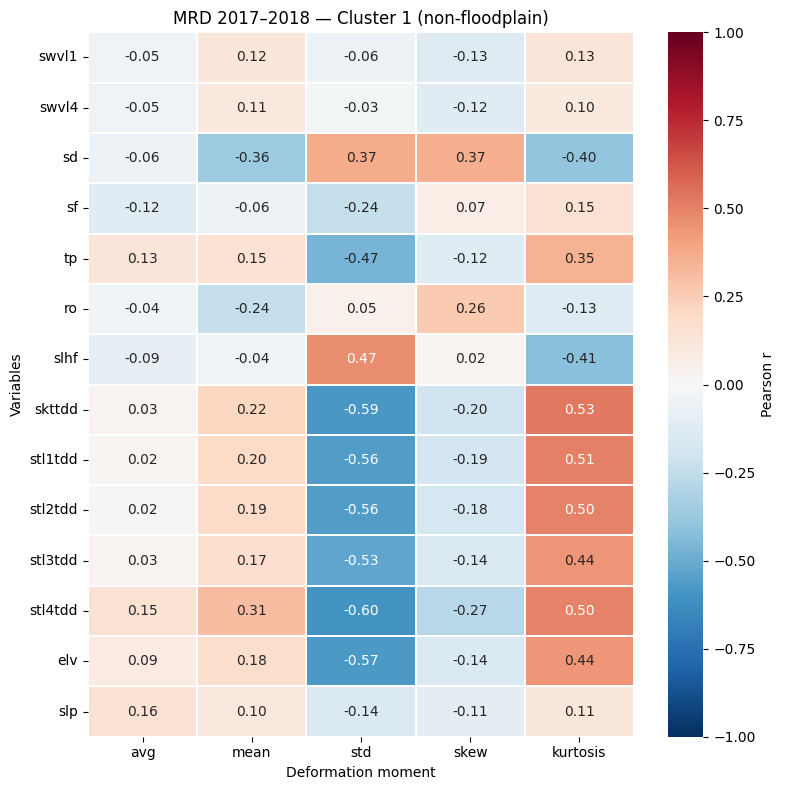 MRD 2017–2018 — Cluster 1 (non-floodplain)
swvl1 -0.05 0.12 -0.06 -0.13 0.13
swvl4 -0.05 0.11 -0.03 -0.12 0.10
sd -0.06 -0.36 0.37 0.37 -0.40
sf -0.12 -0.06 -0.24 0.07 0.15
tp 0.13 0.15 -0.47 -0.12 0.35
ro -0.04 -0.24 0.05 0.26 -0.13
slhf -0.09 -0.04 0.47 0.02 -0.41
skttdd 0.03 0.22 -0.59 -0.20 0.53
stl1tdd 0.02 0.20 -0.56 -0.19 0.51
stl2tdd 0.02 0.19 -0.56 -0.18 0.50
stl3tdd 0.03 0.17 -0.53 -0.14 0.44
stl4tdd 0.15 0.31 -0.60 -0.27 0.50
elv 0.09 0.18 -0.57 -0.14 0.44
slp 0.16 0.10 -0.14 -0.11 0.11
avg mean std skew kurtosis
Deformation moment
Variables
1.00
0.75
0.50
0.25
0.00
−0.25
−0.50
−0.75
−1.00
Pearson r